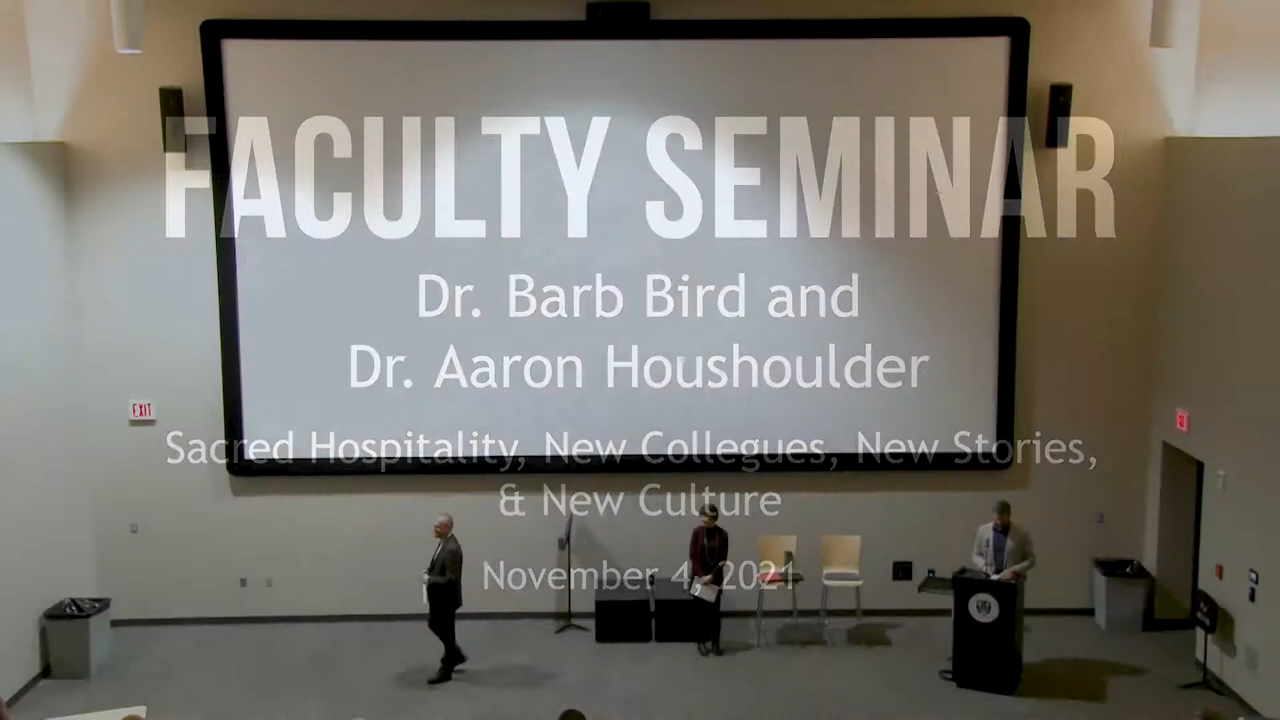 FACULTY SEMINAR
Dr. Barb Bird and
Dr. Aaron Houshoulder
EXIT
Sacred Hospitality, New Collegues, New Stories,
& New Culture
November 4, 2021